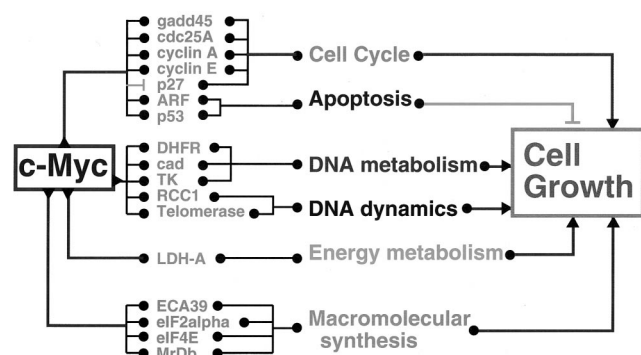 gadd45
cdc25A
cyclin A
cyclin E
p27
ARF
p53
Cell Cycle
Apoptosis
c-Myc
DHFR
cad
TK
RCC1
Telomerase
DNA metabolism
DNA dynamics
Cell
Growth
LDH-A
Energy metabolism
ECA39
eIF2alpha
eIF4E
MrDb
Macromolecular
synthesis